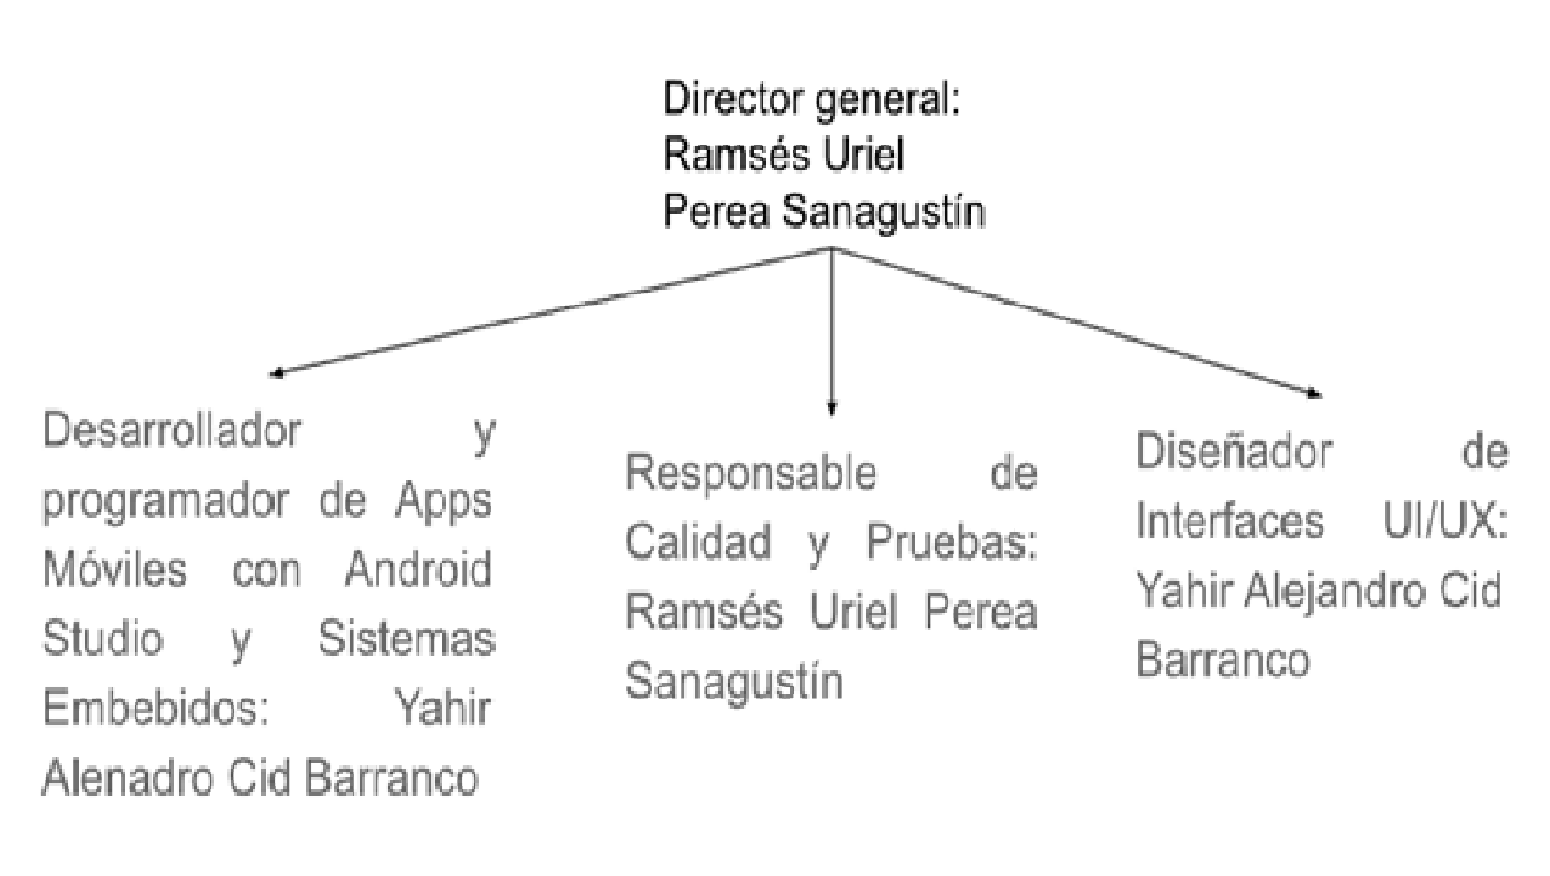 Director general:
Ramsés Uriel
Perea Sanagustín
Desarrollador y
programador de Apps
Móviles con Android
Studio y Sistemas
Embebidos: Yahir
Alenadro Cid Barranco
Responsable de
Calidad y Pruebas:
Ramsés Uriel Perea
Sanagustín
Diseñador de
Interfaces UI/UX:
Yahir Alejandro Cid
Barranco